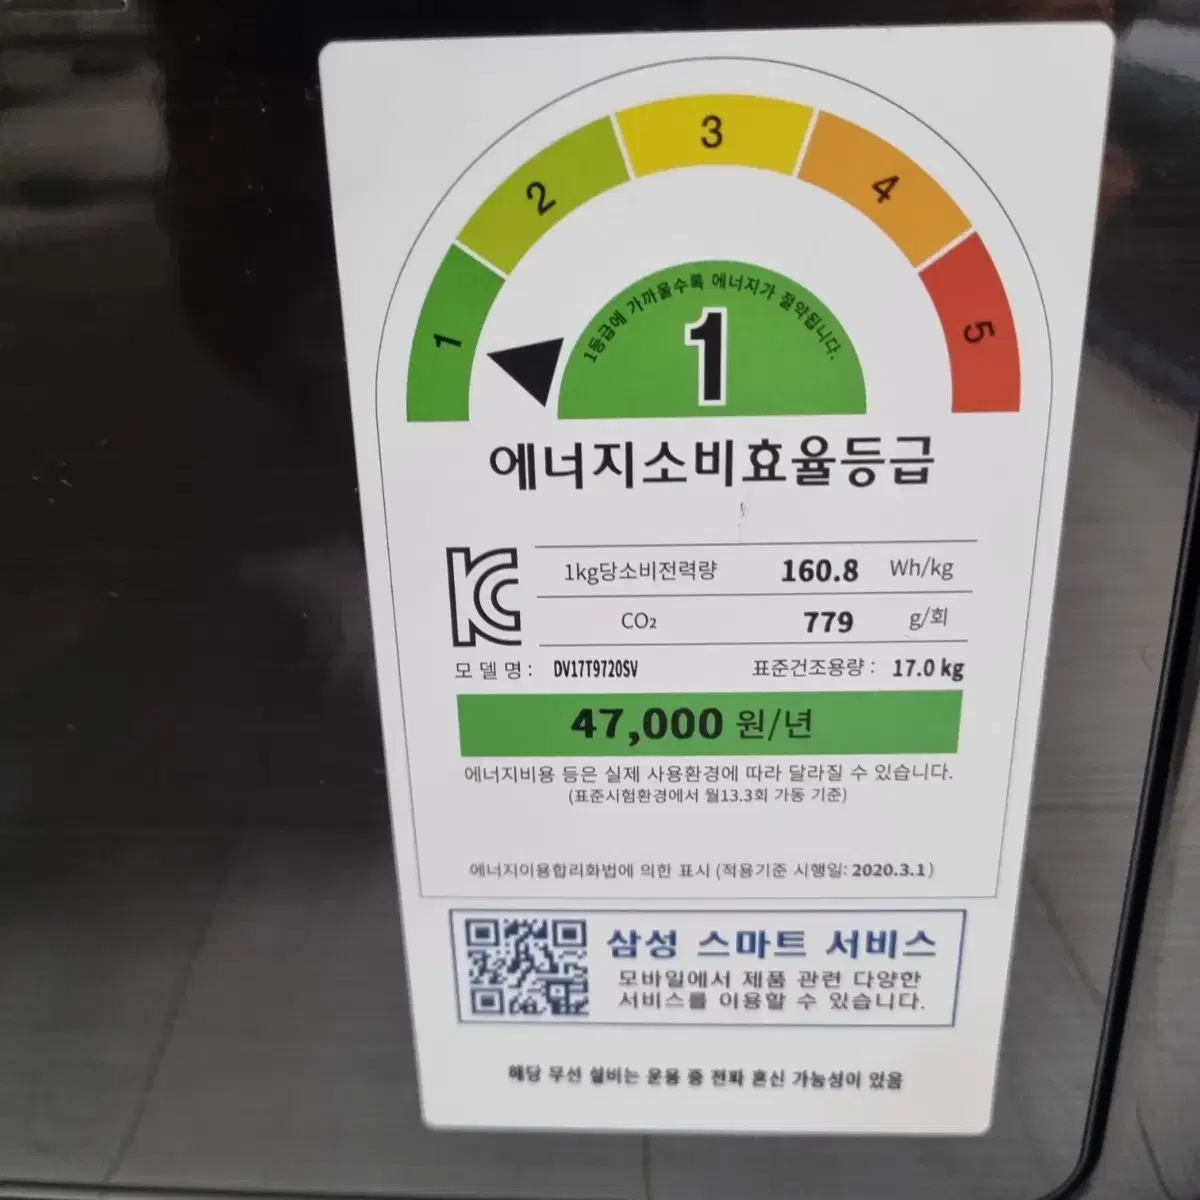 1
2
3
4
5
1등급에 가까울수록 에너지가 절약됩니다.
1
에너지소비효율등급
KC
1kg당소비전력량 160.8 Wh/kg
CO₂ 779 g/회
모델명: DV17T9720SV 표준건조용량: 17.0 kg
47,000 원/년
에너지비용 등은 실제 사용환경에 따라 달라질 수 있습니다.
(표준시험환경에서 월13.3회 가동 기준)
에너지이용합리화법에 의한 표시 (적용기준 시행일: 2020.3.1)
삼성 스마트 서비스
모바일에서 제품 관련 다양한
서비스를 이용할 수 있습니다.
해당 무선 설비는 운용 중 전파 혼신 가능성이 있음